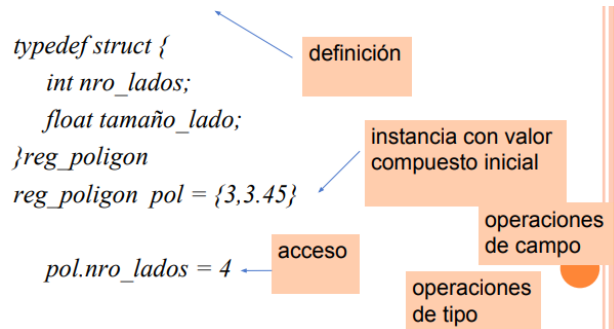 typedef struct {
int nro_lados;
float tamaño_lado;
}reg_poligon
reg_poligon pol = {3,3.45}
pol.nro_lados = 4
definición
instancia con valor
compuesto inicial
acceso
operaciones
de campo
operaciones
de tipo